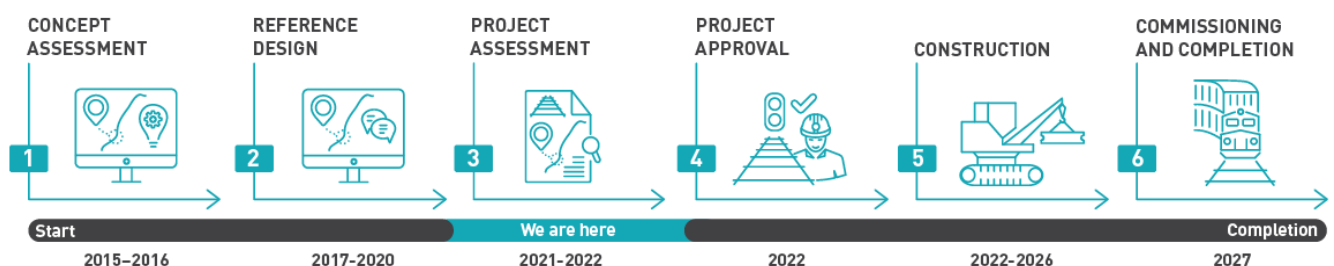 CONCEPT
ASSESSMENT
1
REFERENCE
DESIGN
2
PROJECT
ASSESSMENT
3
PROJECT
APPROVAL
4
CONSTRUCTION
5
COMMISSIONING
AND COMPLETION
6
Start
We are here
Completion
2015–2016
2017-2020
2021-2022
2022
2022-2026
2027